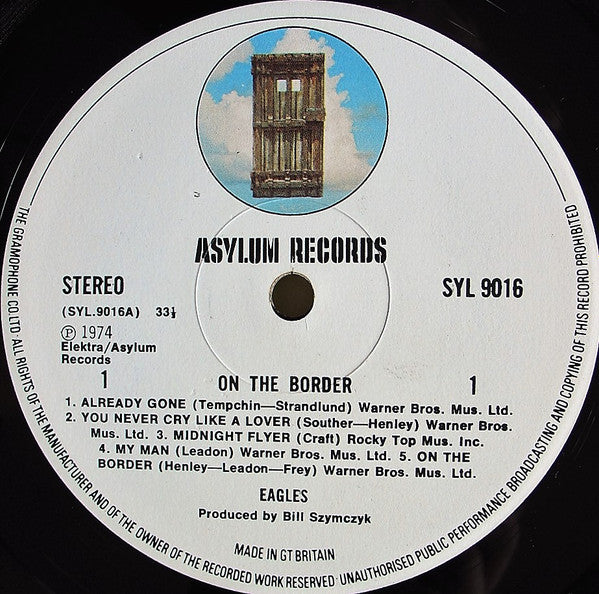 ASYLUM RECORDS
STEREO
SYL 9016
(SYL.9016A) 33⅓
Ⓟ 1974
Elektra/Asylum
Records
1 ON THE BORDER 1
1. ALREADY GONE (Tempchin—Strandlund) Warner Bros. Mus. Ltd.
2. YOU NEVER CRY LIKE A LOVER (Souther—Henley) Warner Bros.
Mus. Ltd. 3. MIDNIGHT FLYER (Craft) Rocky Top Mus. Inc.
4. MY MAN (Leadon) Warner Bros. Mus. Ltd. 5. ON THE
BORDER (Henley—Leadon—Frey) Warner Bros. Mus. Ltd.
EAGLES
Produced by Bill Szymczyk
MADE IN GT BRITAIN
THE GRAMOPHONE CO. LTD · ALL RIGHTS OF THE MANUFACTURER AND OF THE OWNER OF THE RECORDED WORK RESERVED · UNAUTHORISED PUBLIC PERFORMANCE BROADCASTING AND COPYING OF THIS RECORD PROHIBITED